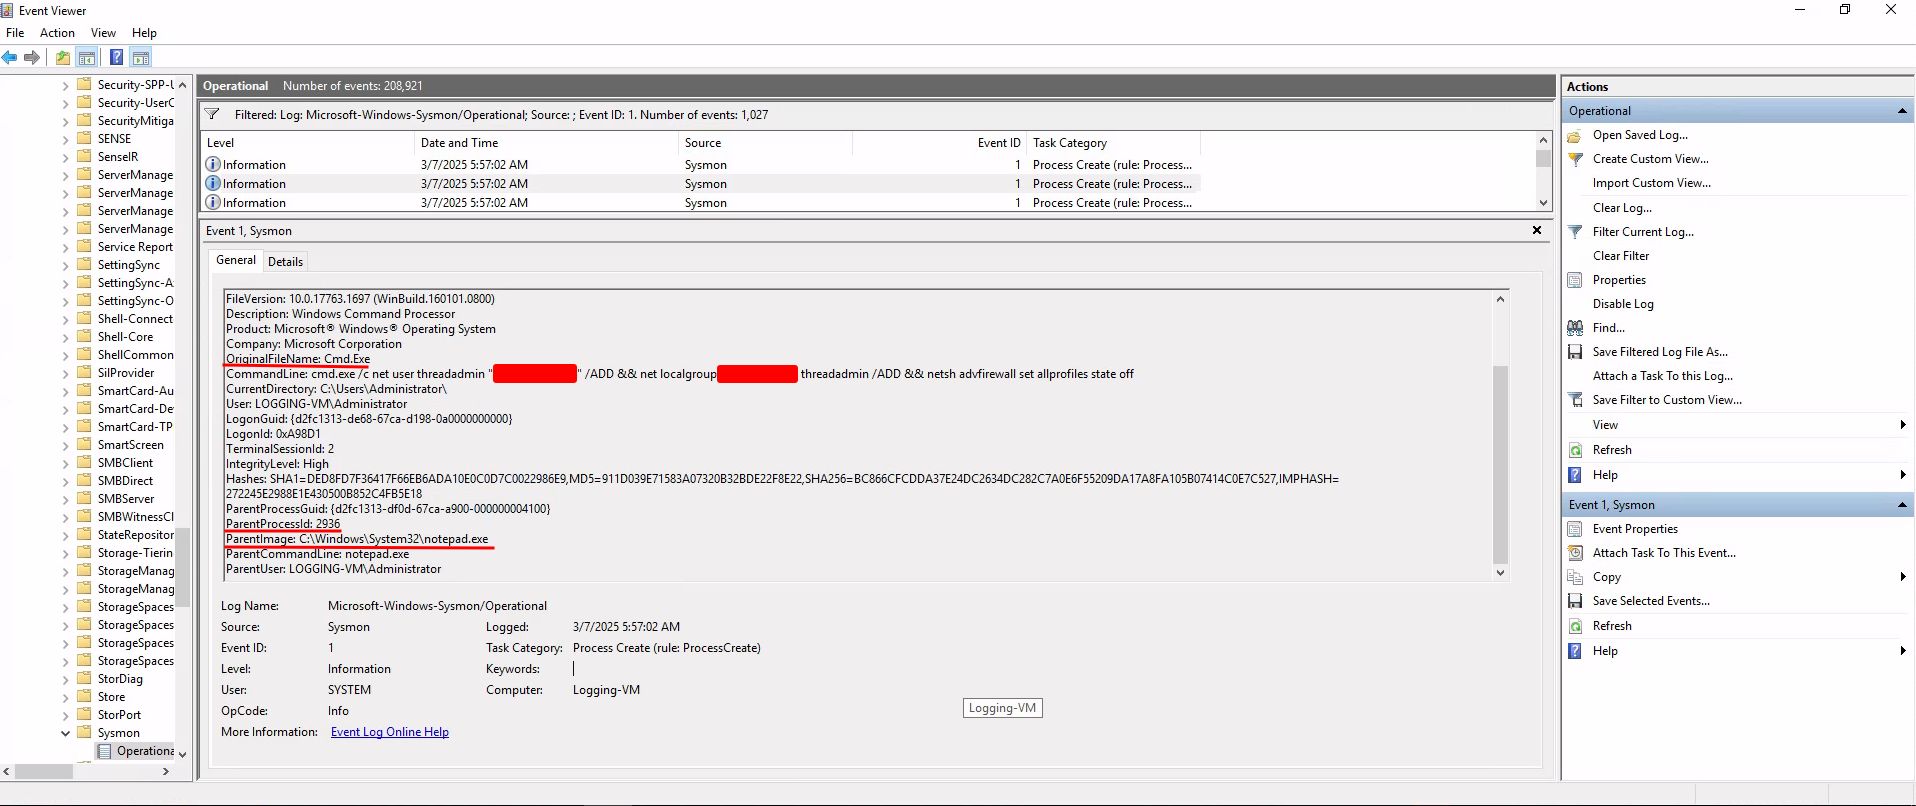 Event Viewer
File Action View Help
Security-SPP-U
Security-UserC
SecurityMitiga
SENSE
SenseIR
ServerManage
ServerManage
ServerManage
ServerManage
Service Report
SettingSync
SettingSync-A
SettingSync-O
Shell-Connect
Shell-Core
ShellCommon
SilProvider
SmartCard-Au
SmartCard-De
SmartCard-TP
SmartScreen
SMBClient
SMBDirect
SMBServer
SMBWitnessCl
StateRepositor
Storage-Tierin
StorageManag
StorageManag
StorageSpaces
StorageSpaces
StorageSpaces
StorageSpaces
StorDiag
Store
StorPort
Sysmon
Operationa
Operational Number of events: 208,921
Filtered: Log: Microsoft-Windows-Sysmon/Operational; Source: ; Event ID: 1. Number of events: 1,027
Level Date and Time Source Event ID Task Category
Information 3/7/2025 5:57:02 AM Sysmon 1 Process Create (rule: Process...
Information 3/7/2025 5:57:02 AM Sysmon 1 Process Create (rule: Process...
Information 3/7/2025 5:57:02 AM Sysmon 1 Process Create (rule: Process...
Event 1, Sysmon
General Details
FileVersion: 10.0.17763.1697 (WinBuild.160101.0800)
Description: Windows Command Processor
Product: Microsoft® Windows® Operating System
Company: Microsoft Corporation
OriginalFileName: Cmd.Exe
CommandLine: cmd.exe /c net user threadadmin " " /ADD && net localgroup threadadmin /ADD && netsh advfirewall set allprofiles state off
CurrentDirectory: C:\Users\Administrator\
User: LOGGING-VM\Administrator
LogonGuid: {d2fc1313-de68-67ca-d198-0a0000000000}
LogonId: 0xA98D1
TerminalSessionId: 2
IntegrityLevel: High
Hashes: SHA1=DED8FD7F36417F66EB6ADA10E0C0D7C0022986E9,MD5=911D039E71583A07320B32BDE22F8E22,SHA256=BC866CFCDDA37E24DC2634DC282C7A0E6F55209DA17A8FA105B07414C0E7C527,IMPHASH=
272245E2988E1E430500B852C4FB5E18
ParentProcessGuid: {d2fc1313-df0d-67ca-a900-000000004100}
ParentProcessId: 2936
ParentImage: C:\Windows\System32\notepad.exe
ParentCommandLine: notepad.exe
ParentUser: LOGGING-VM\Administrator
Log Name: Microsoft-Windows-Sysmon/Operational
Source: Sysmon Logged: 3/7/2025 5:57:02 AM
Event ID: 1 Task Category: Process Create (rule: ProcessCreate)
Level: Information Keywords:
User: SYSTEM Computer: Logging-VM
OpCode: Info
More Information: Event Log Online Help
Logging-VM
Actions
Operational
Open Saved Log...
Create Custom View...
Import Custom View...
Clear Log...
Filter Current Log...
Clear Filter
Properties
Disable Log
Find...
Save Filtered Log File As...
Attach a Task To this Log...
Save Filter to Custom View...
View
Refresh
Help
Event 1, Sysmon
Event Properties
Attach Task To This Event...
Copy
Save Selected Events...
Refresh
Help